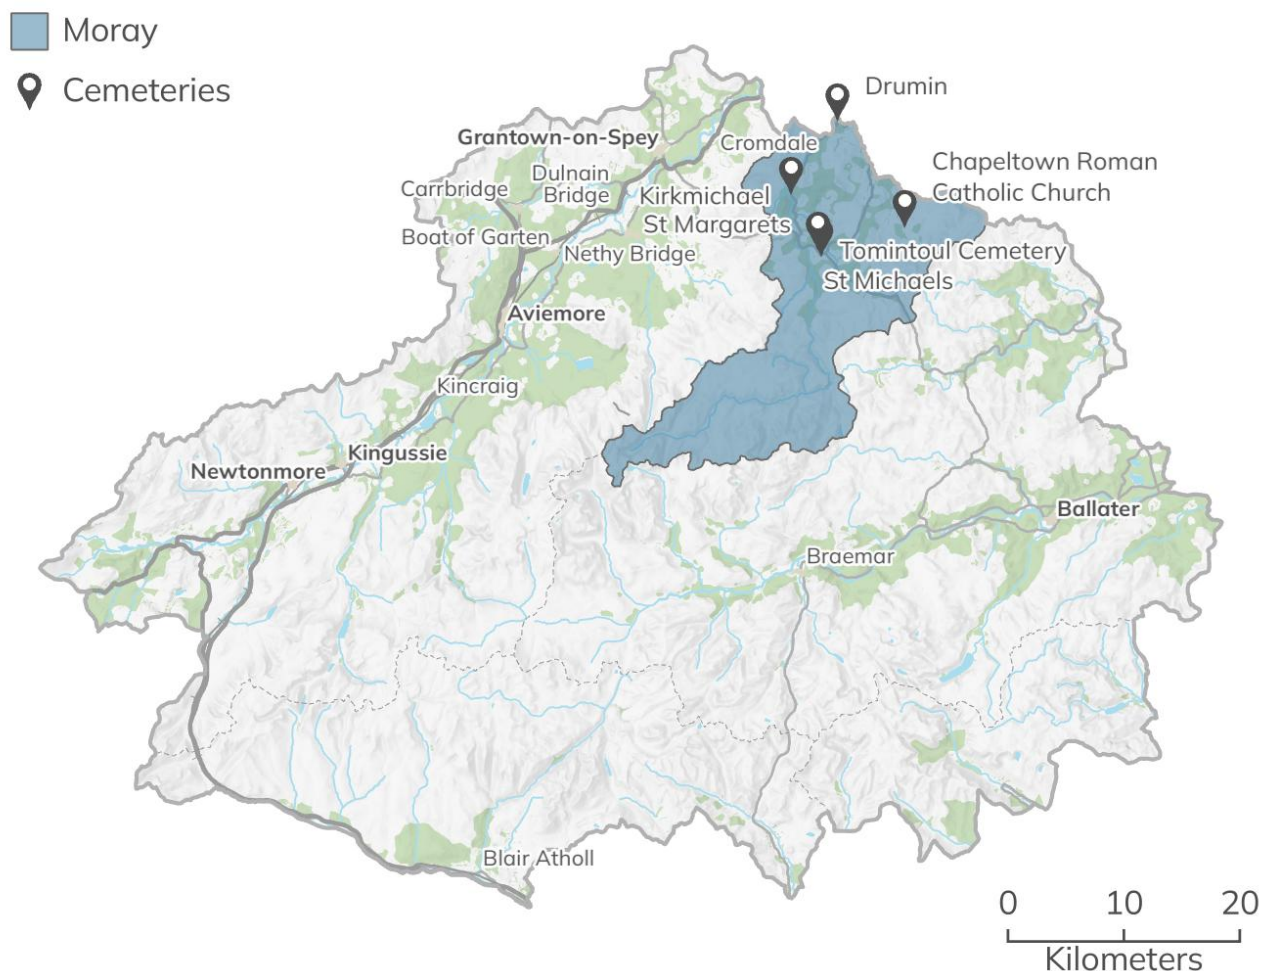 Moray
Cemeteries
Drumin
Grantown-on-Spey
Cromdale
Chapeltown Roman
Catholic Church
Dulnain
Bridge
Carrbridge
Kirkmichael
St Margarets
Boat of Garten
Nethy Bridge
Tomintoul Cemetery
St Michaels
Aviemore
Kincraig
Kingussie
Newtonmore
Ballater
Braemar
Blair Atholl
0 10 20
Kilometers